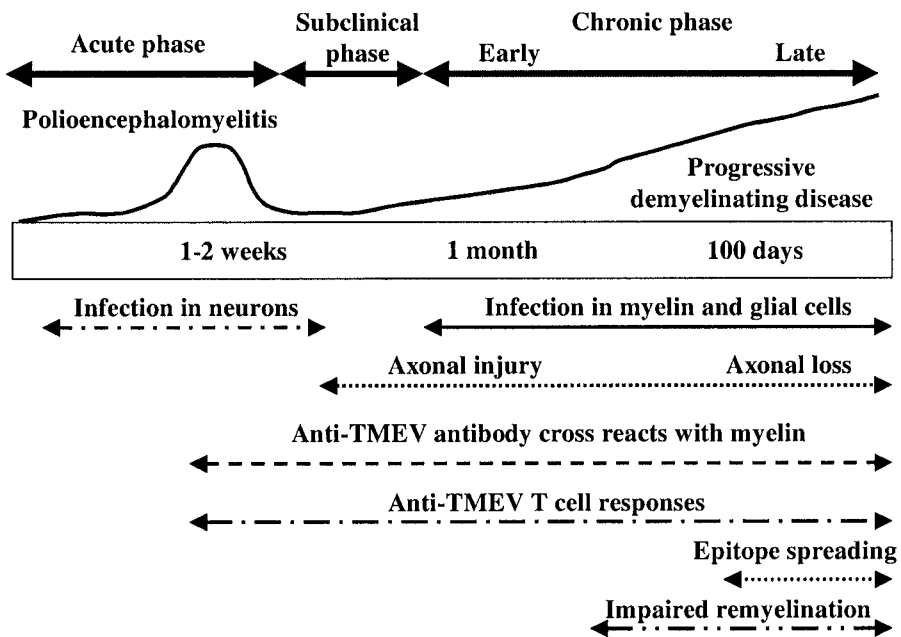 Acute phase
Subclinical
phase
Chronic phase
Early
Late
Polioencephalomyelitis
Progressive
demyelinating disease
1-2 weeks
1 month
100 days
Infection in neurons
Infection in myelin and glial cells
Axonal injury
Axonal loss
Anti-TMEV antibody cross reacts with myelin
Anti-TMEV T cell responses
Epitope spreading
Impaired remyelination